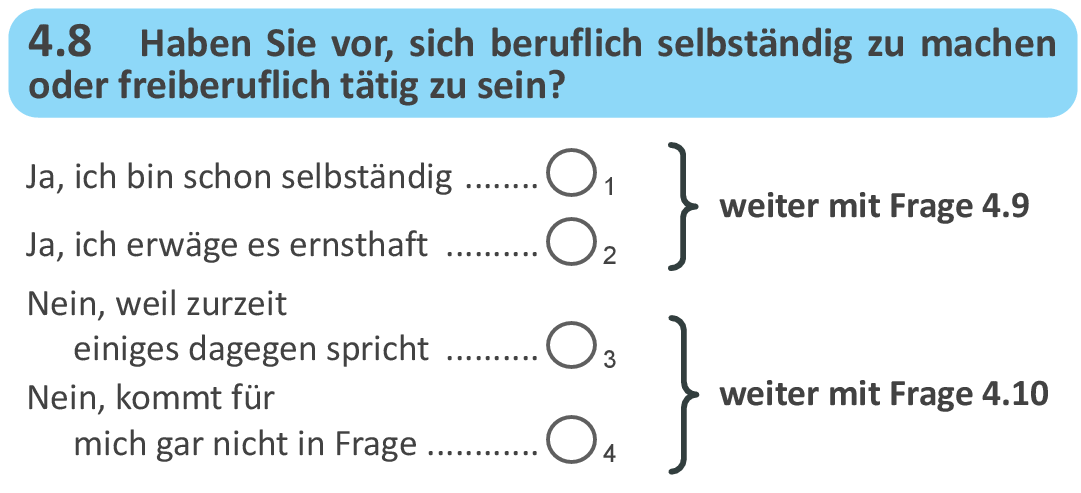 4.8 Haben Sie vor, sich beruflich selbständig zu machen
oder freiberuflich tätig zu sein?
Ja, ich bin schon selbständig ........ 1
Ja, ich erwäge es ernsthaft .......... 2
weiter mit Frage 4.9
Nein, weil zurzeit
einiges dagegen spricht .......... 3
Nein, kommt für
mich gar nicht in Frage ............ 4
weiter mit Frage 4.10